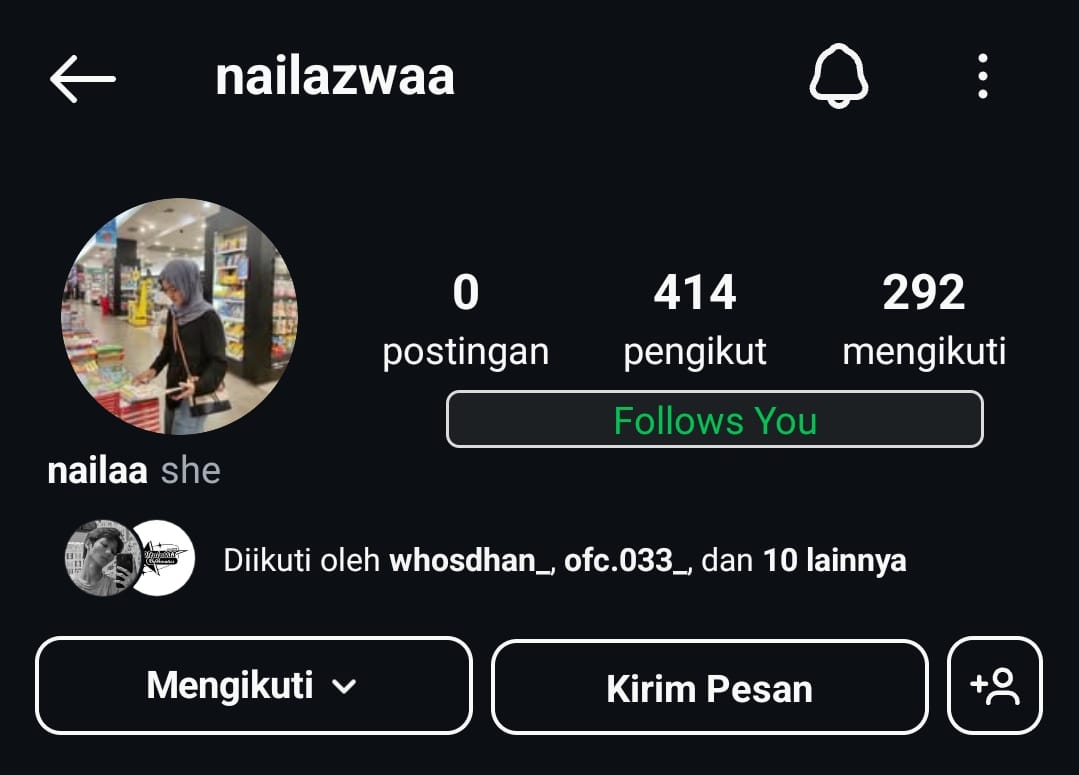 nailazwaa
0 414 292
postingan pengikut mengikuti
Follows You
nailaa she
Diikuti oleh whosdhan_, ofc.033_, dan 10 lainnya
Mengikuti Kirim Pesan